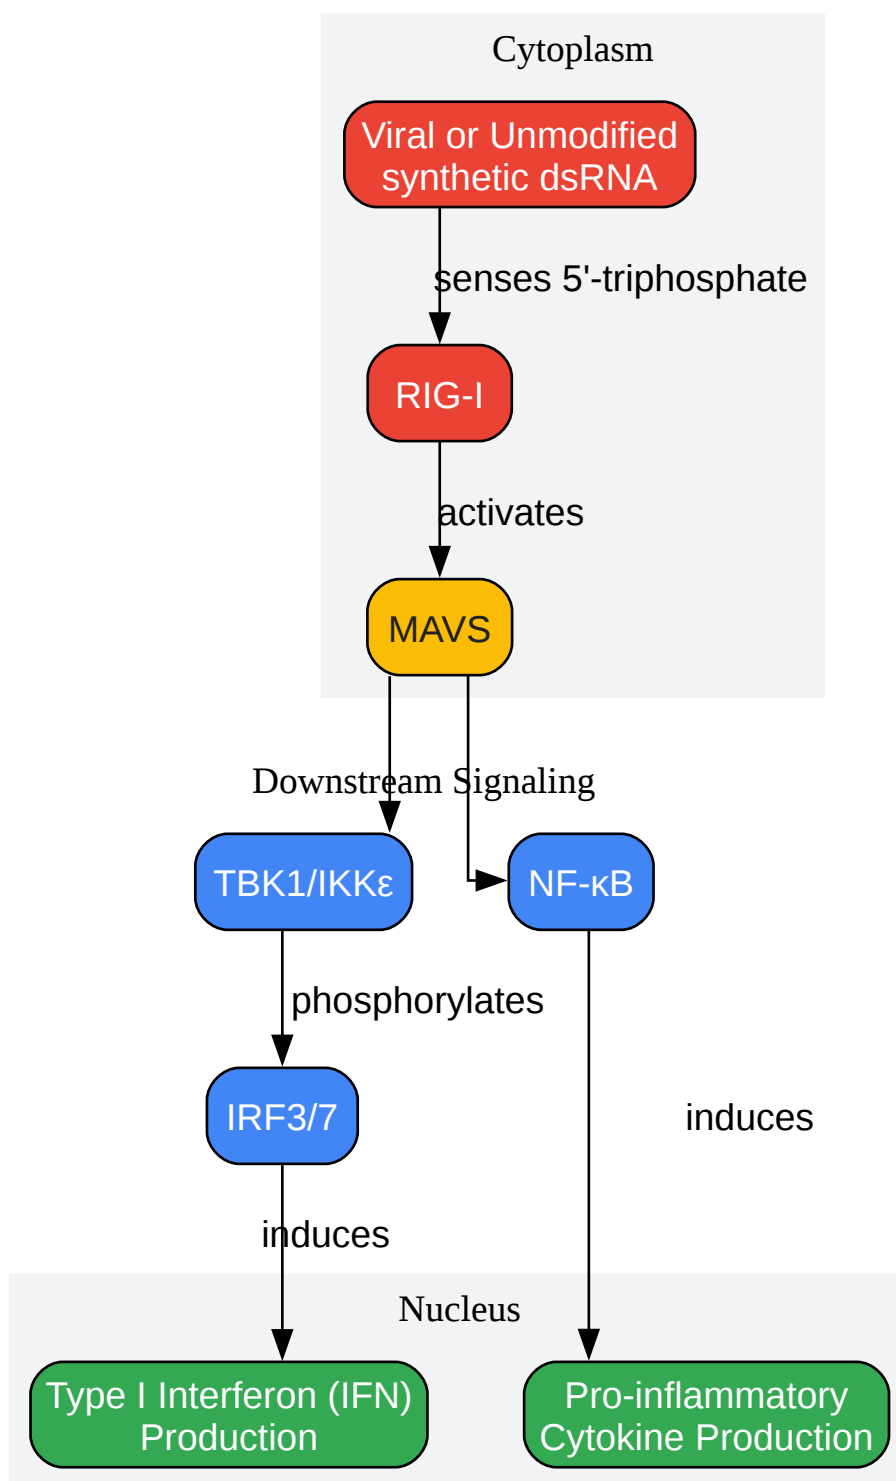 Cytoplasm
Viral or Unmodified
synthetic dsRNA
senses 5'-triphosphate
RIG-I
activates
MAVS
Downstream Signaling
TBK1/IKKε
NF-κB
phosphorylates
IRF3/7
induces
induces
Nucleus
Type I Interferon (IFN)
Production
Pro-inflammatory
Cytokine Production